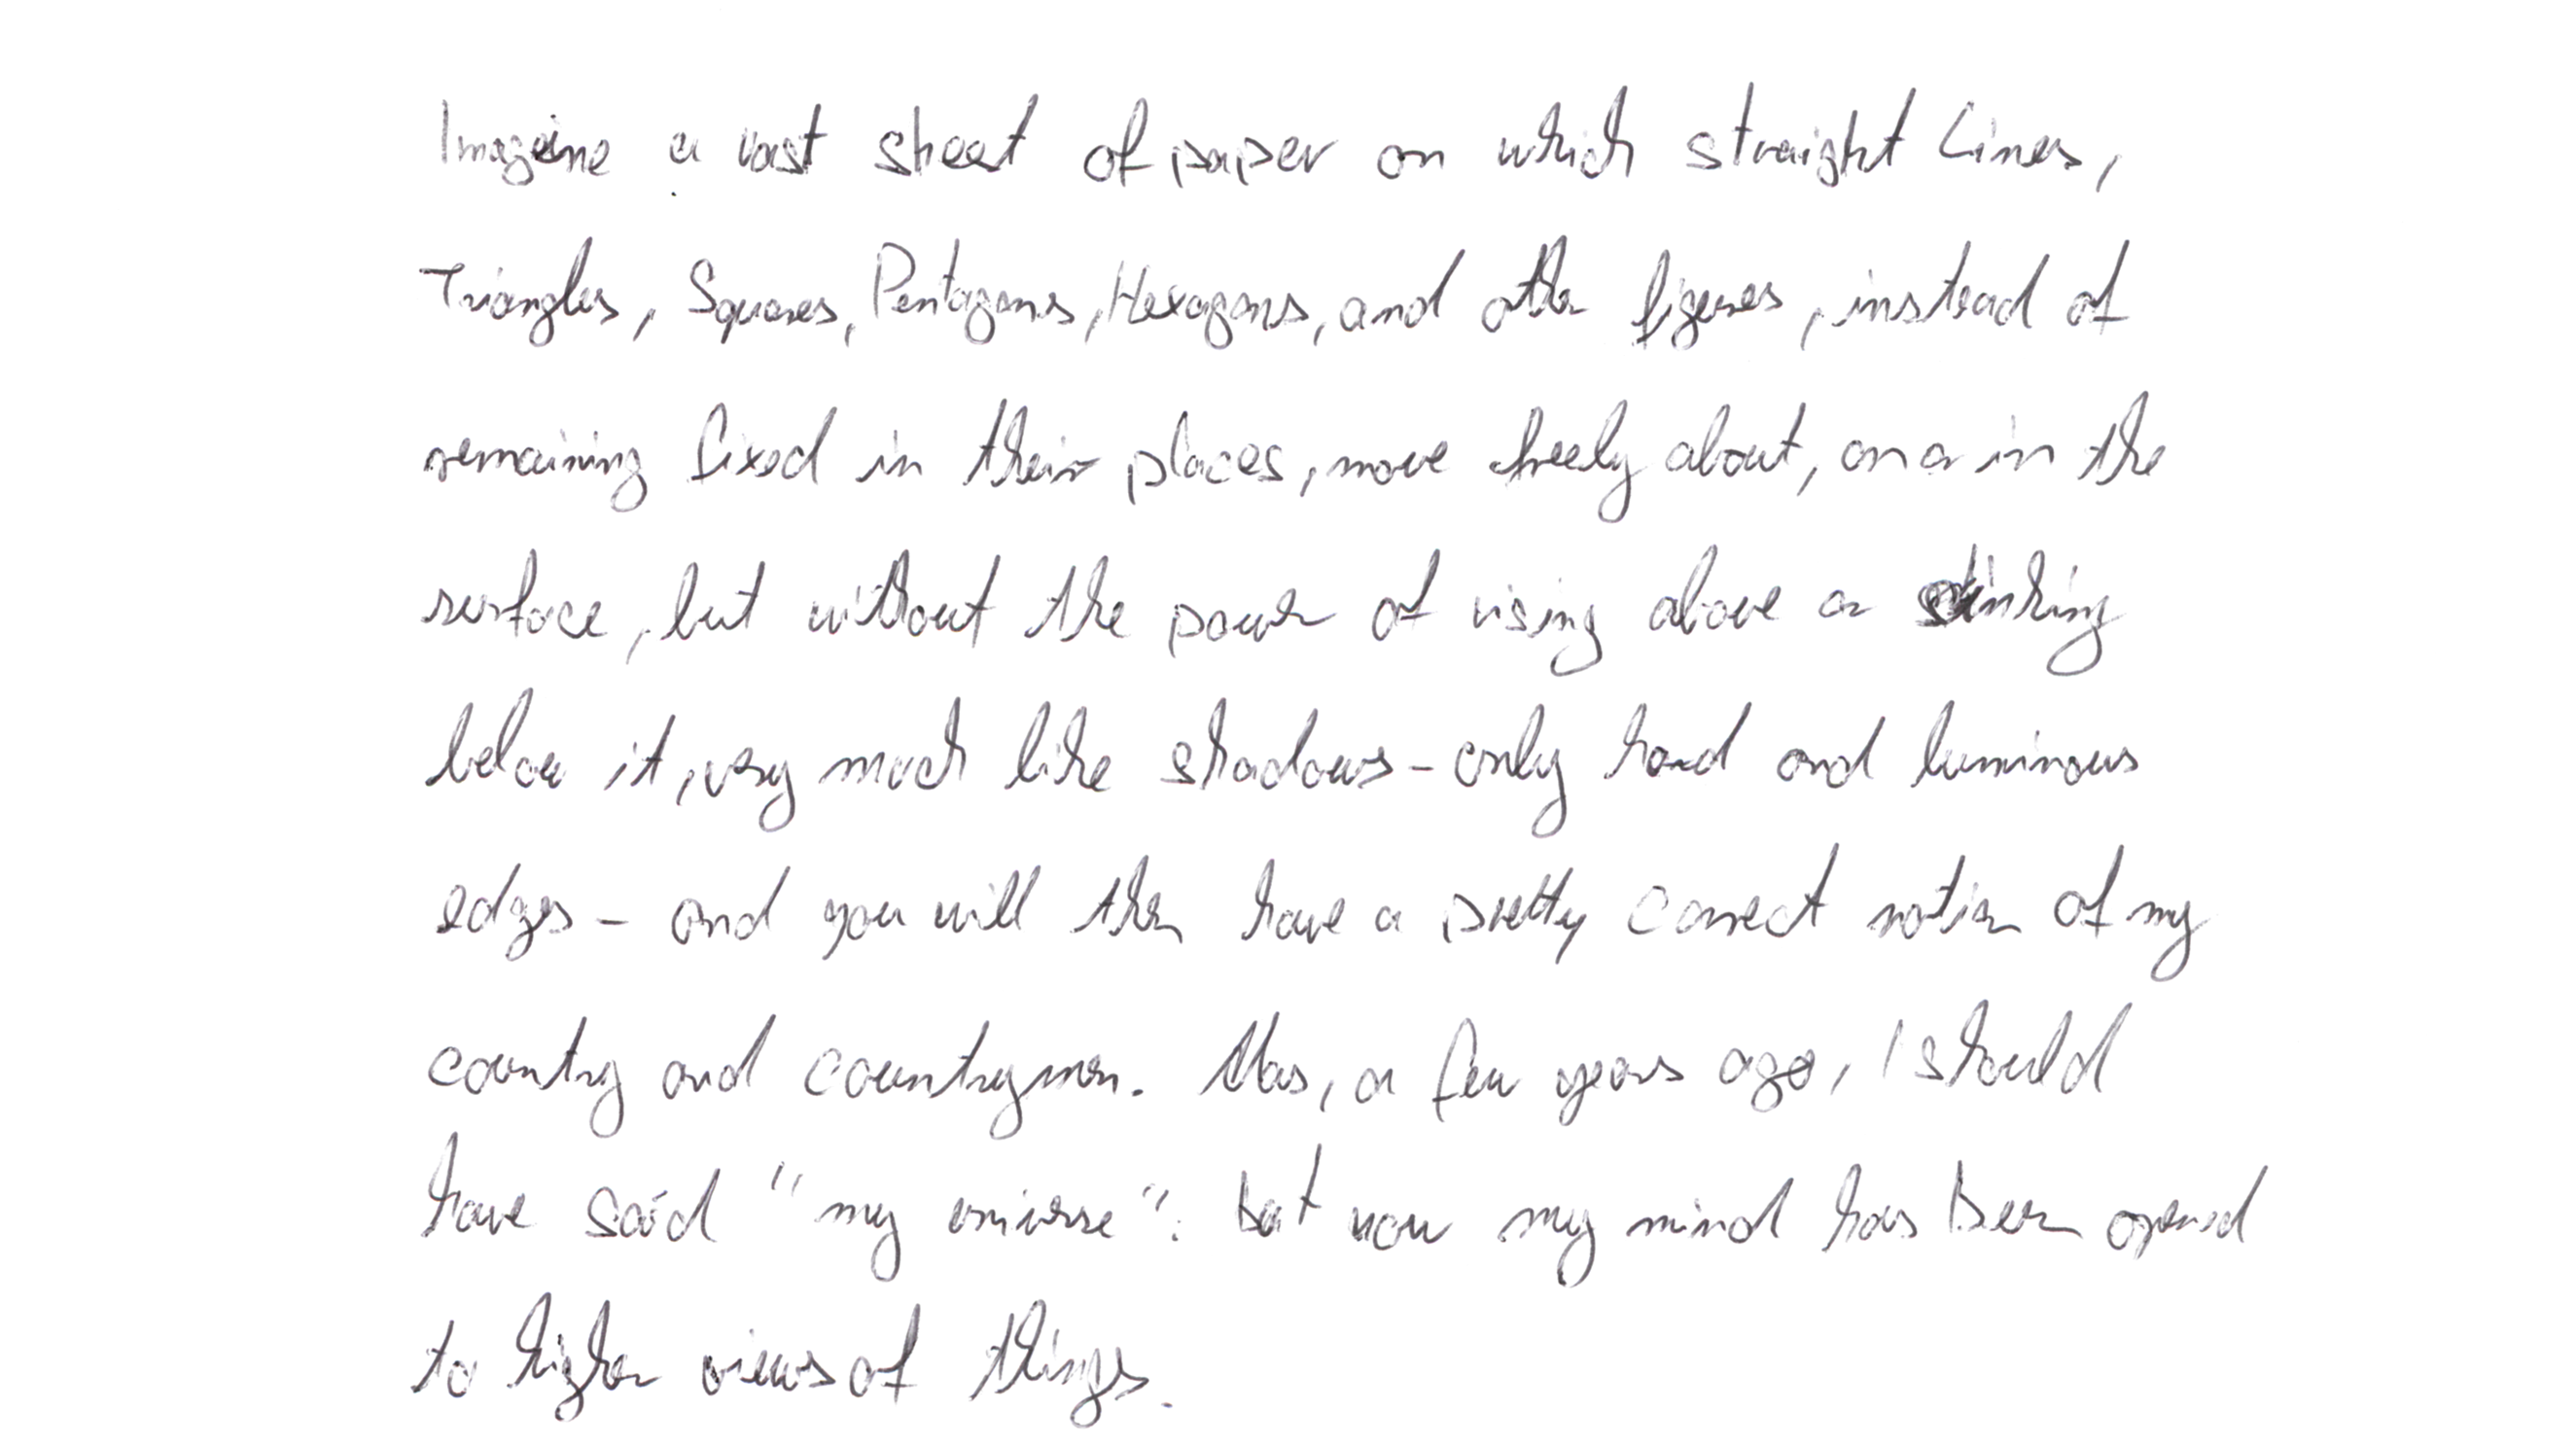 Imagine a vast sheet of paper on which straight Lines,
Triangles, Squares, Pentagons, Hexagons, and other figures, instead of
remaining fixed in their places, move freely about, on or in the
surface, but without the power of rising above or sinking
below it, very much like shadows - only hard and luminous
edges - and you will then have a pretty correct notion of my
country and countrymen. Alas, a few years ago, I should
have said "my universe": but now my mind has been opened
to higher views of things.